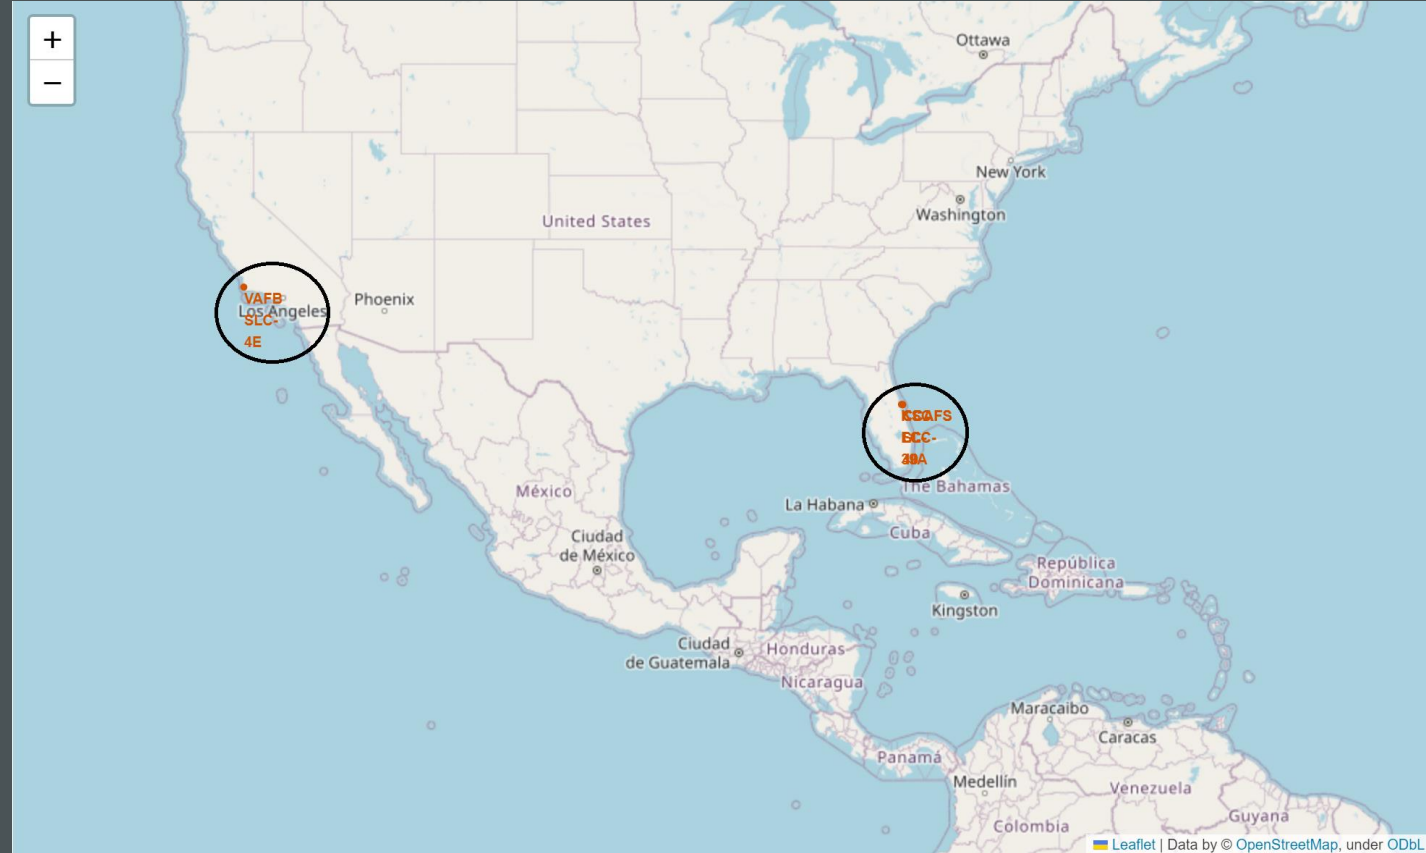 +
−
Ottawa
New York
Washington
United States
VAFB
SLC-
4E
Los Angeles
Phoenix
México
The Bahamas
La Habana
Cuba
Ciudad
de México
República
Dominicana
Kingston
Ciudad
de Guatemala
Honduras
Nicaragua
Maracaibo
Caracas
Panamá
Medellín
Venezuela
Guyana
Colombia
Leaflet | Data by © OpenStreetMap, under ODbL